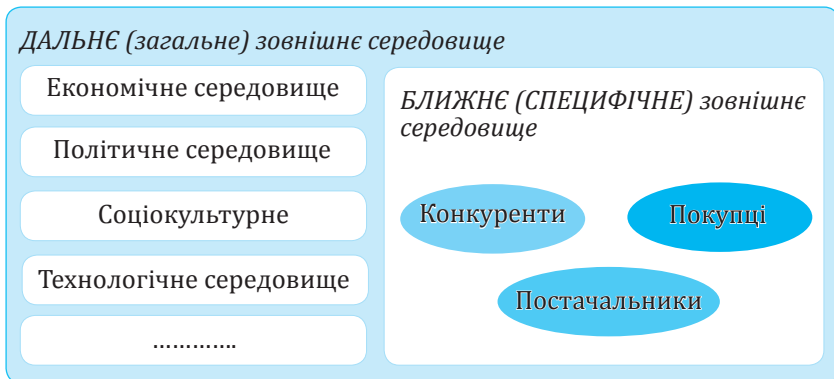 ДАЛЬНЄ (загальне) зовнішнє середовище
Економічне середовище
Політичне середовище
Соціокультурне
Технологічне середовище
………….
БЛИЖНЄ (СПЕЦИФІЧНЕ) зовнішнє
середовище
Конкуренти
Покупці
Постачальники